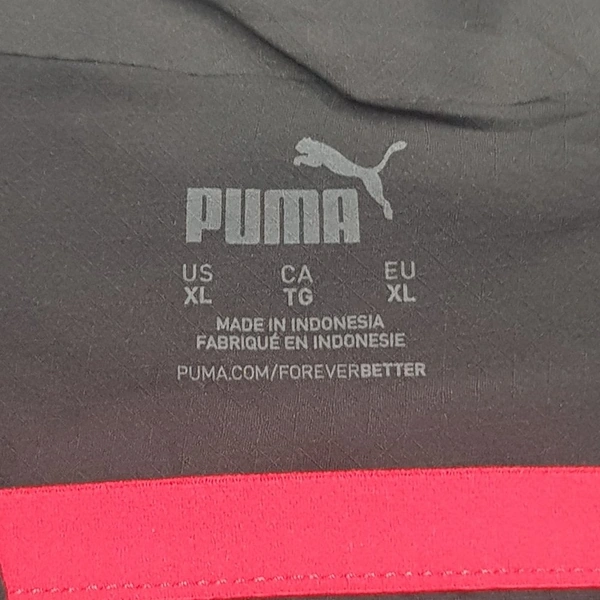 PUMA
US CA EU
XL TG XL
MADE IN INDONESIA
FABRIQUÉ EN INDONESIE
PUMA.COM/FOREVERBETTER